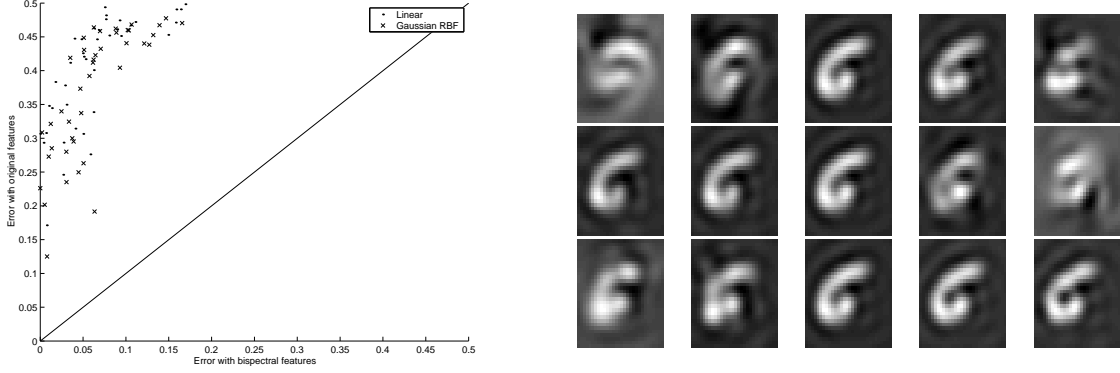 0.5
0.45
0.4
0.35
0.3
0.25
0.2
0.15
0.1
0.05
0
Error with original features
Linear
Gaussian RBF
0 0.05 0.1 0.15 0.2 0.25 0.3 0.35 0.4 0.45 0.5
Error with bispectral features